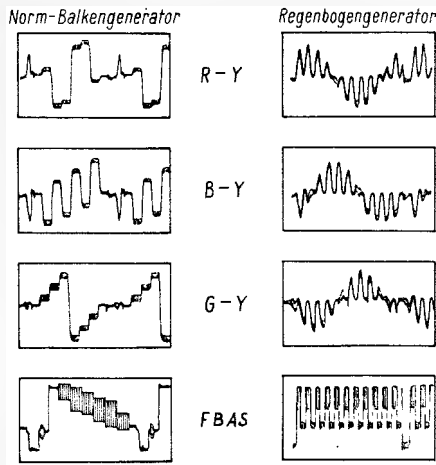 Norm-Balkengenerator Regenbogengenerator
R-Y
B-Y
G-Y
FBAS